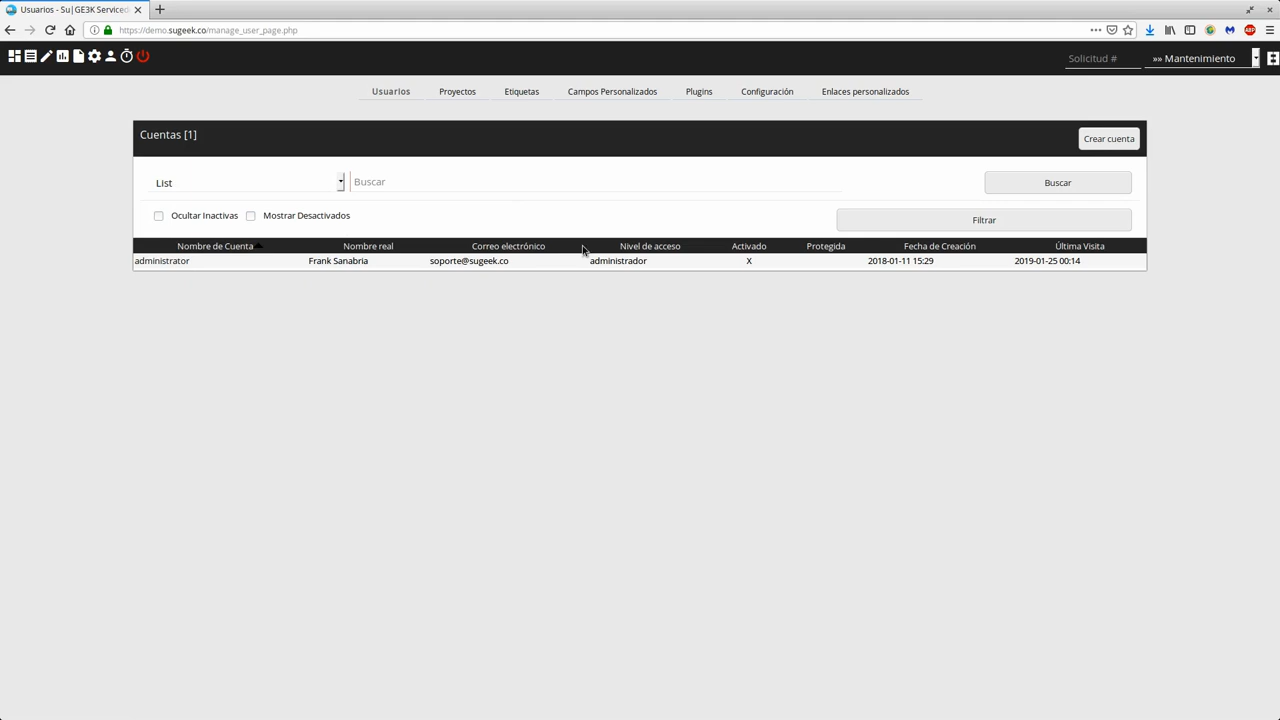 Usuarios - Su|GE3K Serviced
https://demo.sugeek.co/manage_user_page.php
ABP
Solicitud # »» Mantenimiento
Usuarios Proyectos Etiquetas Campos Personalizados Plugins Configuración Enlaces personalizados
Cuentas [1] Crear cuenta
List Buscar Buscar
Ocultar Inactivas Mostrar Desactivados Filtrar
Nombre de Cuenta Nombre real Correo electrónico Nivel de acceso Activado Protegida Fecha de Creación Última Visita
administrator Frank Sanabria soporte@sugeek.co administrador X 2018-01-11 15:29 2019-01-25 00:14